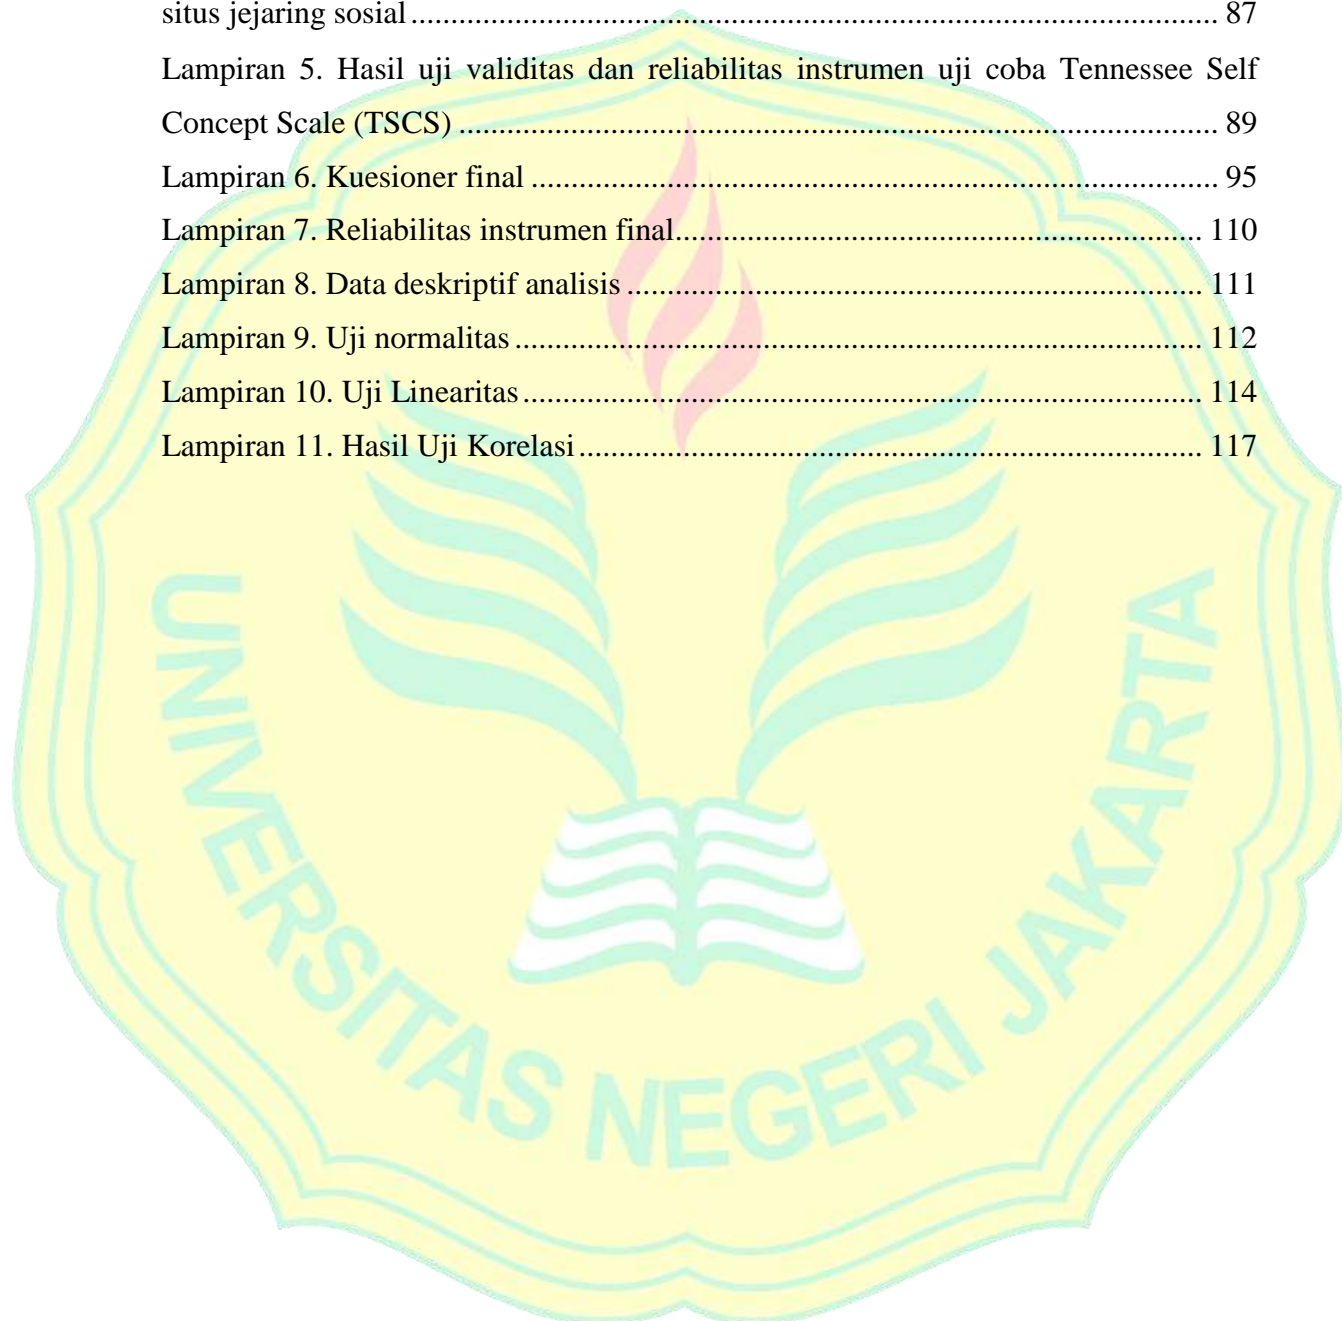 situs jejaring sosial ........ 87
Lampiran 5. Hasil uji validitas dan reliabilitas instrumen uji coba Tennessee Self
Concept Scale (TSCS) ........ 89
Lampiran 6. Kuesioner final ........ 95
Lampiran 7. Reliabilitas instrumen final ........ 110
Lampiran 8. Data deskriptif analisis ........ 111
Lampiran 9. Uji normalitas ........ 112
Lampiran 10. Uji Linearitas ........ 114
Lampiran 11. Hasil Uji Korelasi ........ 117
UNIVERSITAS NEGERI JAKARTA